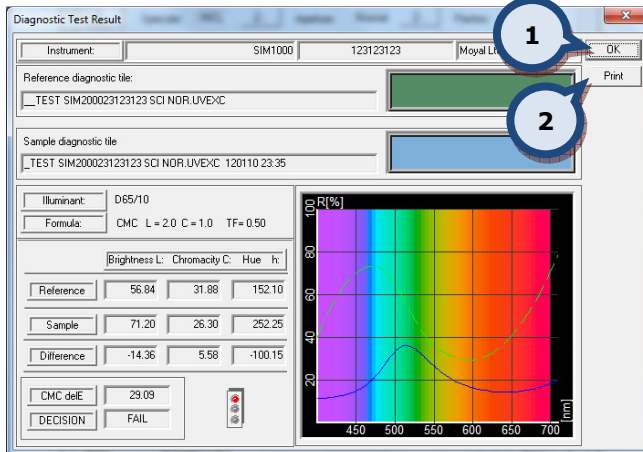 Diagnostic Test Result
Instrument: SIM1000 123123123 Moyal Lt
1
OK
Reference diagnostic tile:
Print
__TEST SIM200023123123 SCI NOR.UVEXC
2
Sample diagnostic tile
_TEST SIM200023123123 SCI NOR.UVEXC 120110 23:35
Illuminant: D65/10
Formula: CMC L = 2.0 C = 1.0 TF= 0.50
Brightness L: Chromacity C: Hue h:
Reference 56.84 31.88 152.10
Sample 71.20 26.30 252.25
Difference -14.36 5.58 -100.15
CMC delE 29.09
DECISION FAIL
100 R[%]
80
60
40
20
450 500 550 600 650 700
[nm]